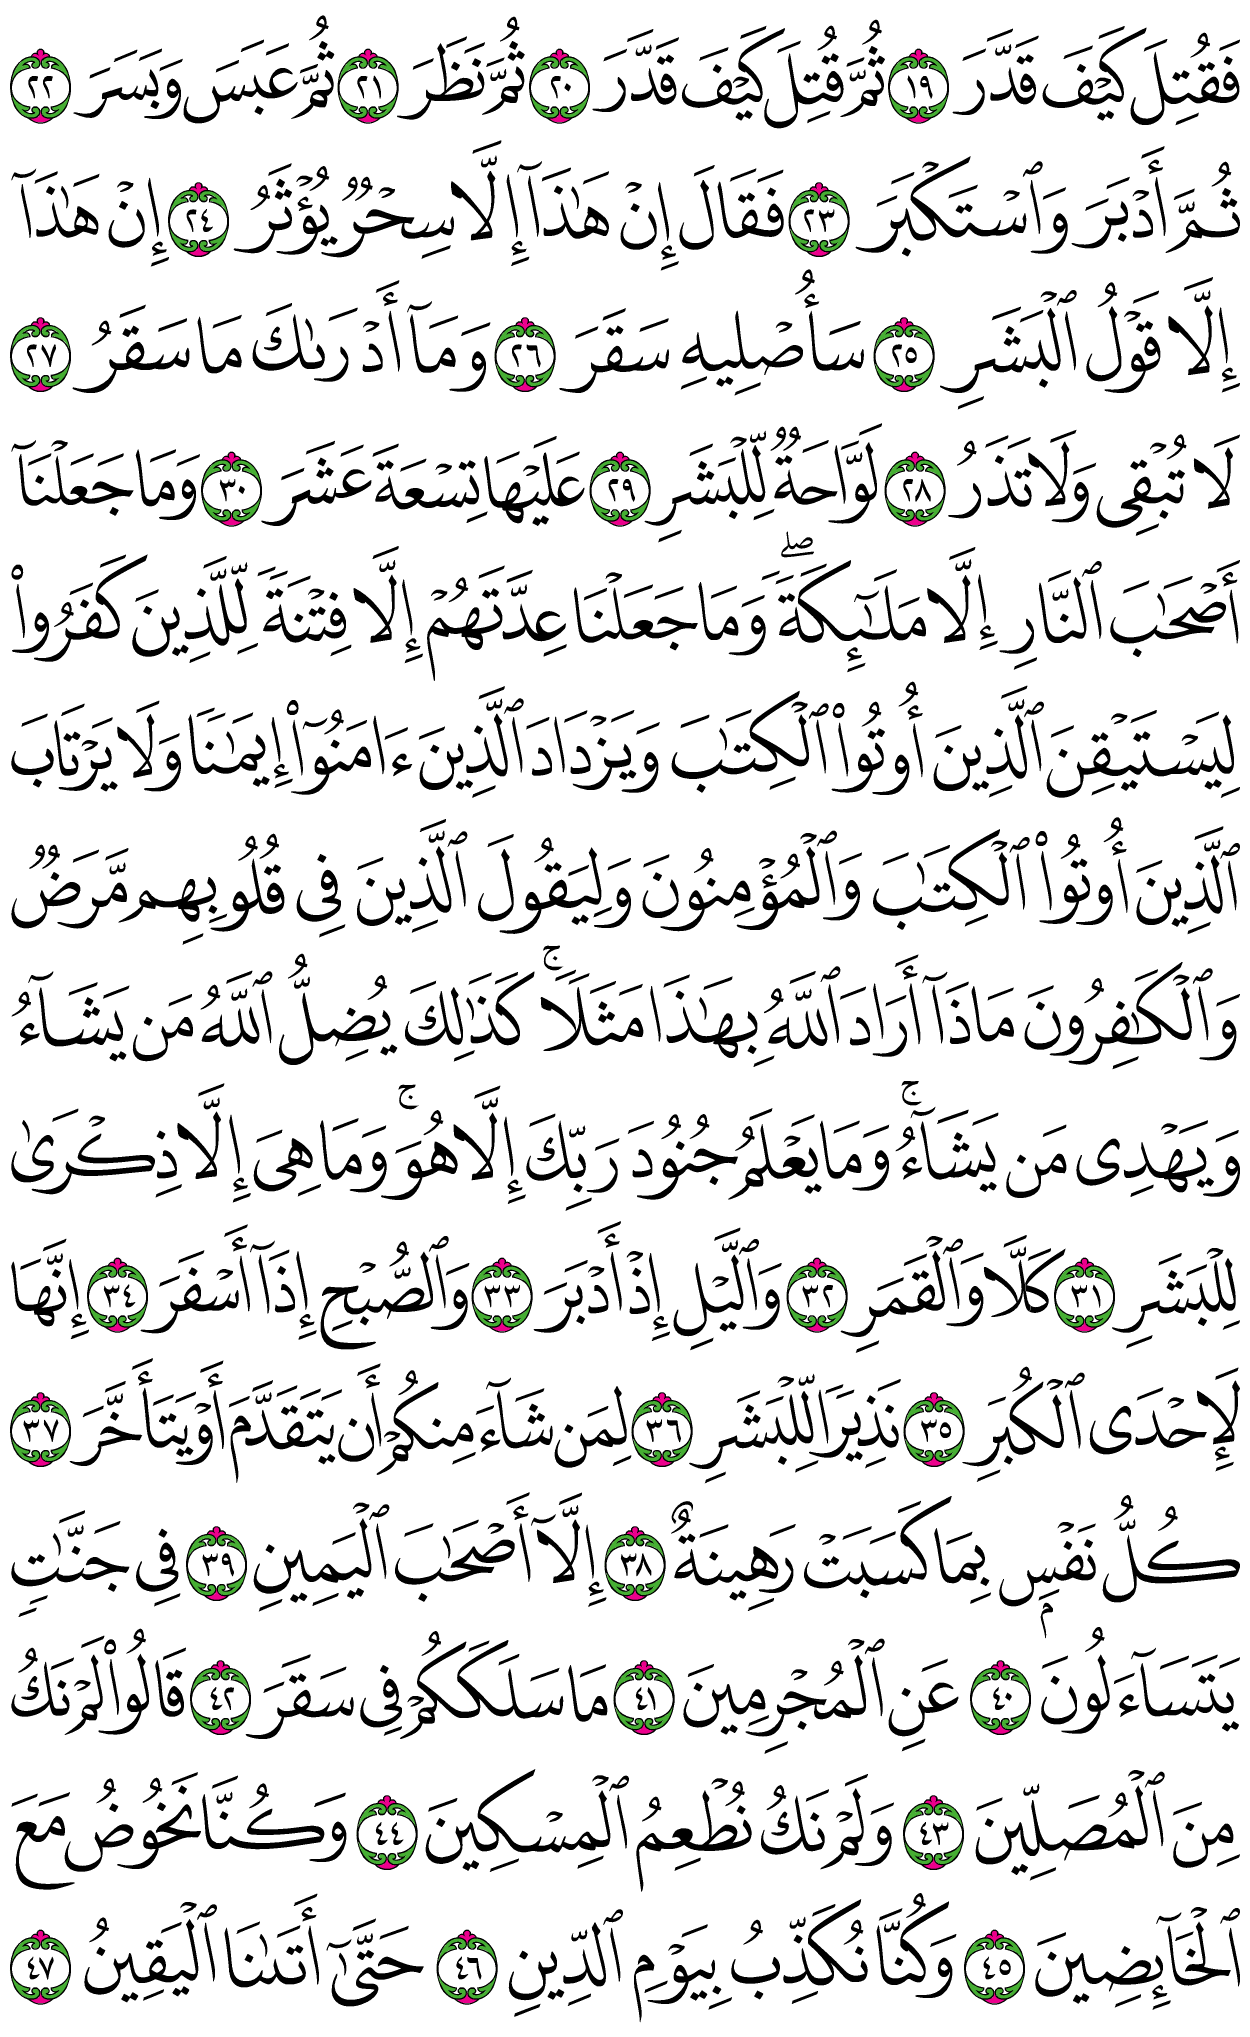 فَقُتِلَ كَيْفَ قَدَّرَ ١٩ ثُمَّ قُتِلَ كَيْفَ قَدَّرَ ٢٠ ثُمَّ نَظَرَ ٢١ ثُمَّ عَبَسَ وَبَسَرَ ٢٢
ثُمَّ أَدْبَرَ وَٱسْتَكْبَرَ ٢٣ فَقَالَ إِنْ هَٰذَآ إِلَّا سِحْرٌ يُؤْثَرُ ٢٤ إِنْ هَٰذَآ
إِلَّا قَوْلُ ٱلْبَشَرِ ٢٥ سَأُصْلِيهِ سَقَرَ ٢٦ وَمَآ أَدْرَىٰكَ مَا سَقَرُ ٢٧
لَا تُبْقِى وَلَا تَذَرُ ٢٨ لَوَّاحَةٌ لِّلْبَشَرِ ٢٩ عَلَيْهَا تِسْعَةَ عَشَرَ ٣٠ وَمَا جَعَلْنَآ
أَصْحَٰبَ ٱلنَّارِ إِلَّا مَلَٰٓئِكَةً ۖ وَمَا جَعَلْنَا عِدَّتَهُمْ إِلَّا فِتْنَةً لِّلَّذِينَ كَفَرُوا۟
لِيَسْتَيْقِنَ ٱلَّذِينَ أُوتُوا۟ ٱلْكِتَٰبَ وَيَزْدَادَ ٱلَّذِينَ ءَامَنُوٓا۟ إِيمَٰنًا وَلَا يَرْتَابَ
ٱلَّذِينَ أُوتُوا۟ ٱلْكِتَٰبَ وَٱلْمُؤْمِنُونَ وَلِيَقُولَ ٱلَّذِينَ فِى قُلُوبِهِم مَّرَضٌ
وَٱلْكَٰفِرُونَ مَاذَآ أَرَادَ ٱللَّهُ بِهَٰذَا مَثَلًا ۚ كَذَٰلِكَ يُضِلُّ ٱللَّهُ مَن يَشَآءُ
وَيَهْدِى مَن يَشَآءُ ۚ وَمَا يَعْلَمُ جُنُودَ رَبِّكَ إِلَّا هُوَ ۚ وَمَا هِىَ إِلَّا ذِكْرَىٰ
لِلْبَشَرِ ٣١ كَلَّا وَٱلْقَمَرِ ٣٢ وَٱلَّيْلِ إِذْ أَدْبَرَ ٣٣ وَٱلصُّبْحِ إِذَآ أَسْفَرَ ٣٤ إِنَّهَا
لَإِحْدَى ٱلْكُبَرِ ٣٥ نَذِيرًا لِّلْبَشَرِ ٣٦ لِمَن شَآءَ مِنكُمْ أَن يَتَقَدَّمَ أَوْ يَتَأَخَّرَ ٣٧
كُلُّ نَفْسٍۭ بِمَا كَسَبَتْ رَهِينَةٌ ٣٨ إِلَّآ أَصْحَٰبَ ٱلْيَمِينِ ٣٩ فِى جَنَّٰتٍ
يَتَسَآءَلُونَ ٤٠ عَنِ ٱلْمُجْرِمِينَ ٤١ مَا سَلَكَكُمْ فِى سَقَرَ ٤٢ قَالُوا۟ لَمْ نَكُ
مِنَ ٱلْمُصَلِّينَ ٤٣ وَلَمْ نَكُ نُطْعِمُ ٱلْمِسْكِينَ ٤٤ وَكُنَّا نَخُوضُ مَعَ
ٱلْخَآئِضِينَ ٤٥ وَكُنَّا نُكَذِّبُ بِيَوْمِ ٱلدِّينِ ٤٦ حَتَّىٰٓ أَتَىٰنَا ٱلْيَقِينُ ٤٧